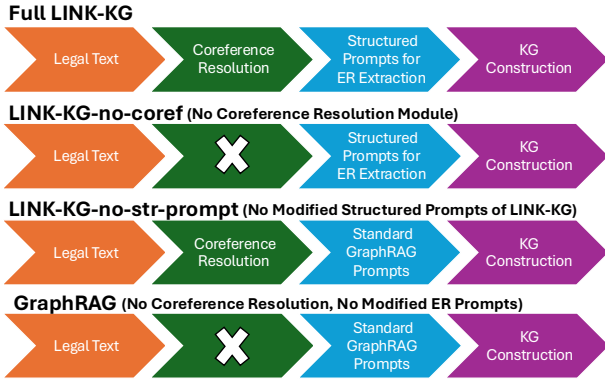 Full LINK-KG
Legal Text
Coreference
Resolution
Structured
Prompts for
ER Extraction
KG
Construction
LINK-KG-no-coref (No Coreference Resolution Module)
Legal Text
Structured
Prompts for
ER Extraction
KG
Construction
LINK-KG-no-str-prompt (No Modified Structured Prompts of LINK-KG)
Legal Text
Coreference
Resolution
Standard
GraphRAG
Prompts
KG
Construction
GraphRAG (No Coreference Resolution, No Modified ER Prompts)
Legal Text
Standard
GraphRAG
Prompts
KG
Construction